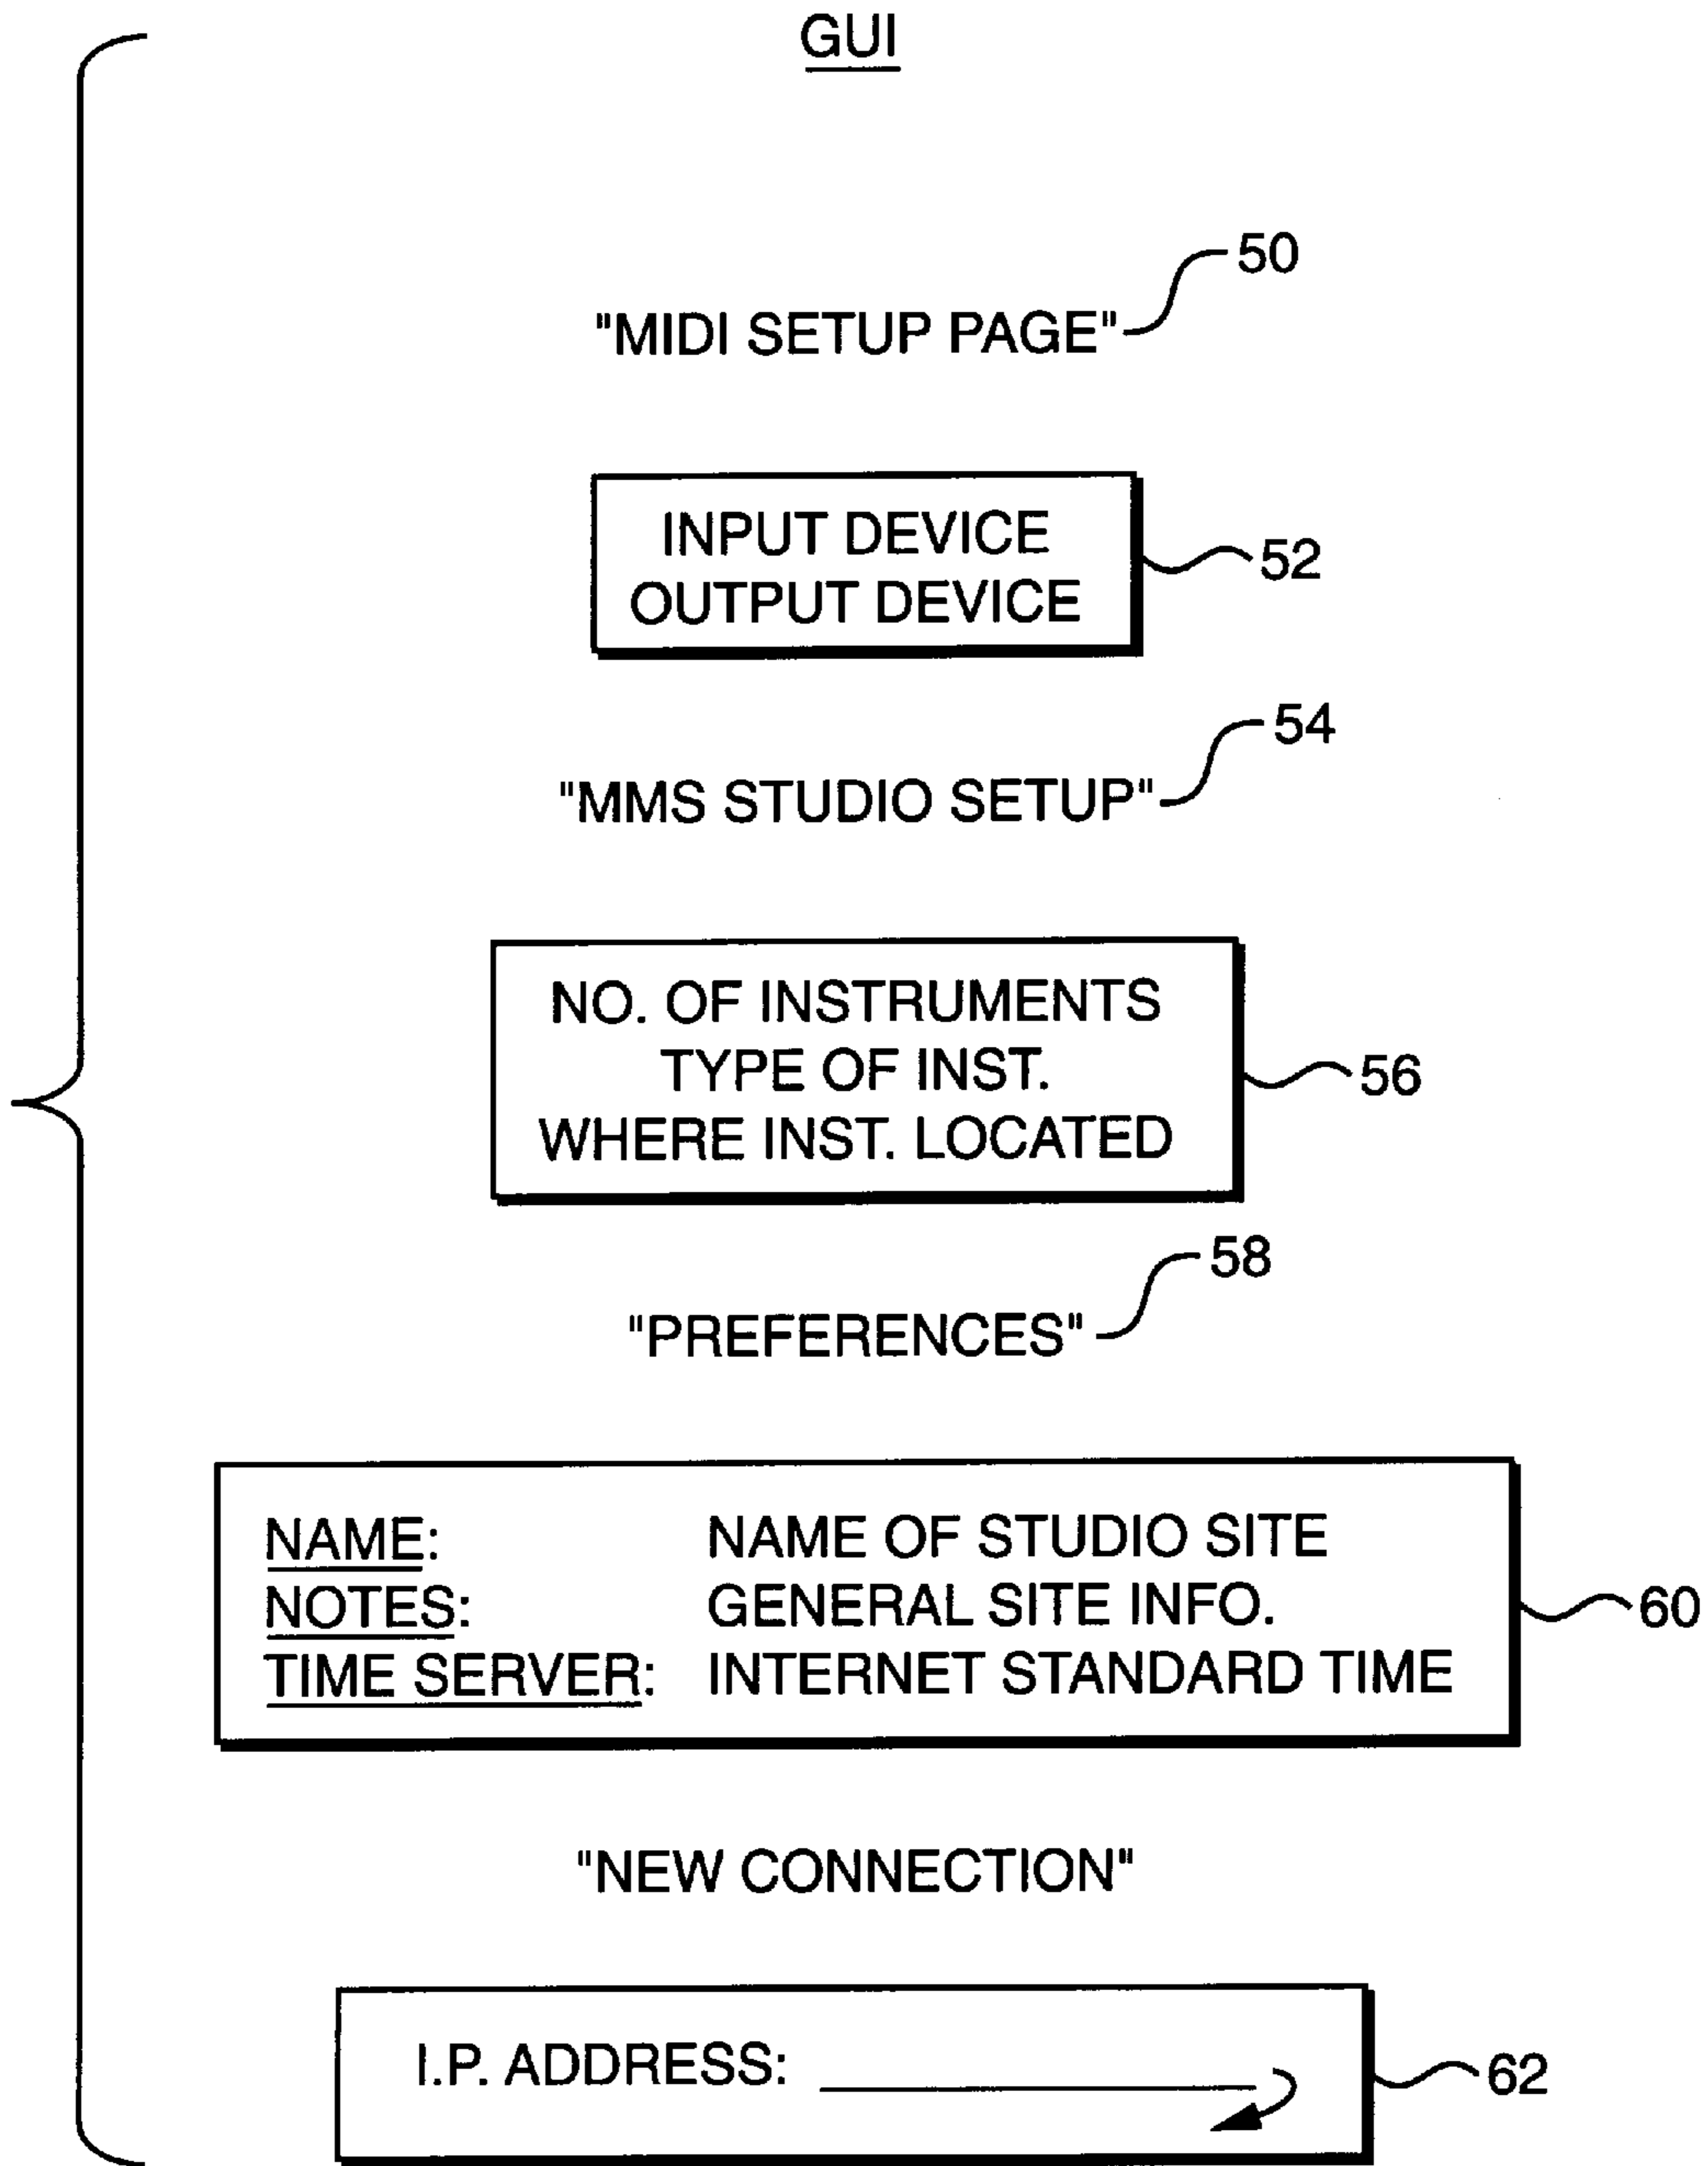 GUI
50
"MIDI SETUP PAGE"
INPUT DEVICE
OUTPUT DEVICE
52
54
"MMS STUDIO SETUP"
NO. OF INSTRUMENTS
TYPE OF INST.
WHERE INST. LOCATED
56
58
"PREFERENCES"
NAME: NAME OF STUDIO SITE
NOTES: GENERAL SITE INFO.
TIME SERVER: INTERNET STANDARD TIME
60
"NEW CONNECTION"
I.P. ADDRESS:
62